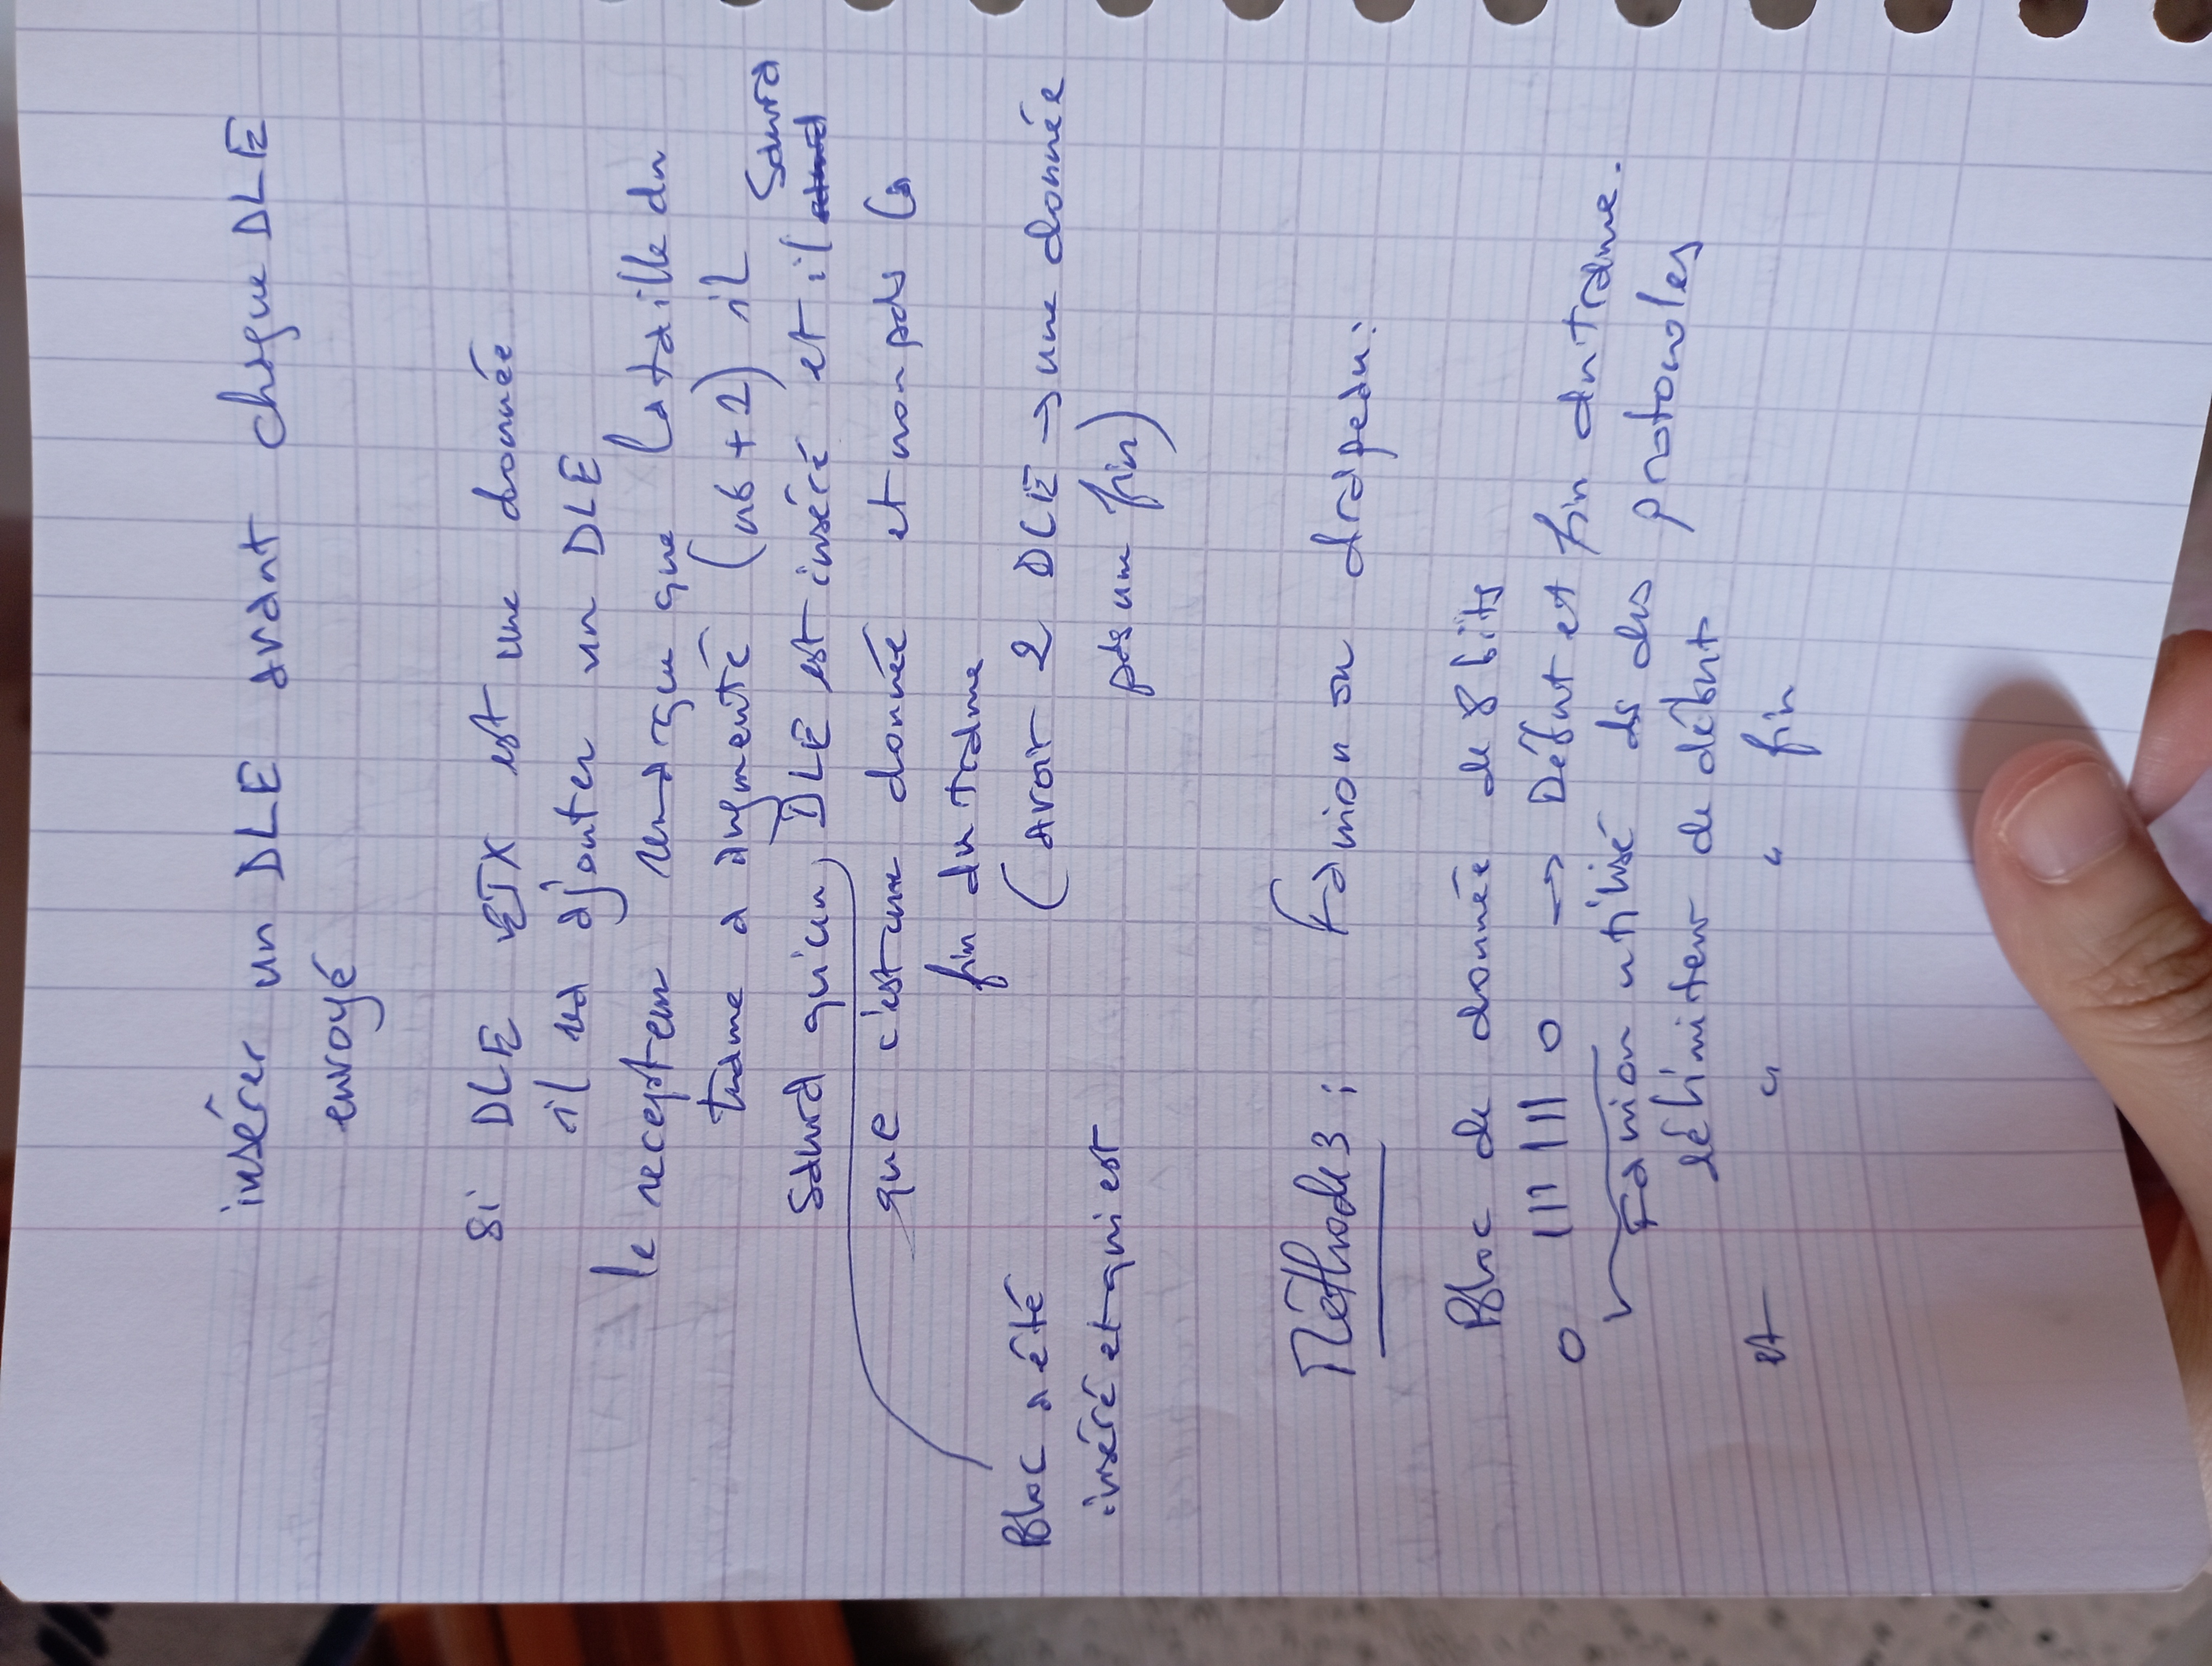 insérer un DLE avant chaque DLE
envoyé
si DLE ETX est une donnée
il va ajouter un DLE
le recepteur remarque que la taille du
trame a augmenté (nb + 1) il
saura qu'un DLE est inséré et il saura
que c'est une donnée et non pas la
fin du trame
Bloc a été
inséré et qui est
(avoir 2 DLE → une donnée
pas une fin)
Méthode 3 : Fanion ou drapeau :
Bloc de donnée de 8 bits
0 111 111 0 → Début et fin du trame.
Fanion utilisé ds des protocoles
délimiteur de début
et " " fin